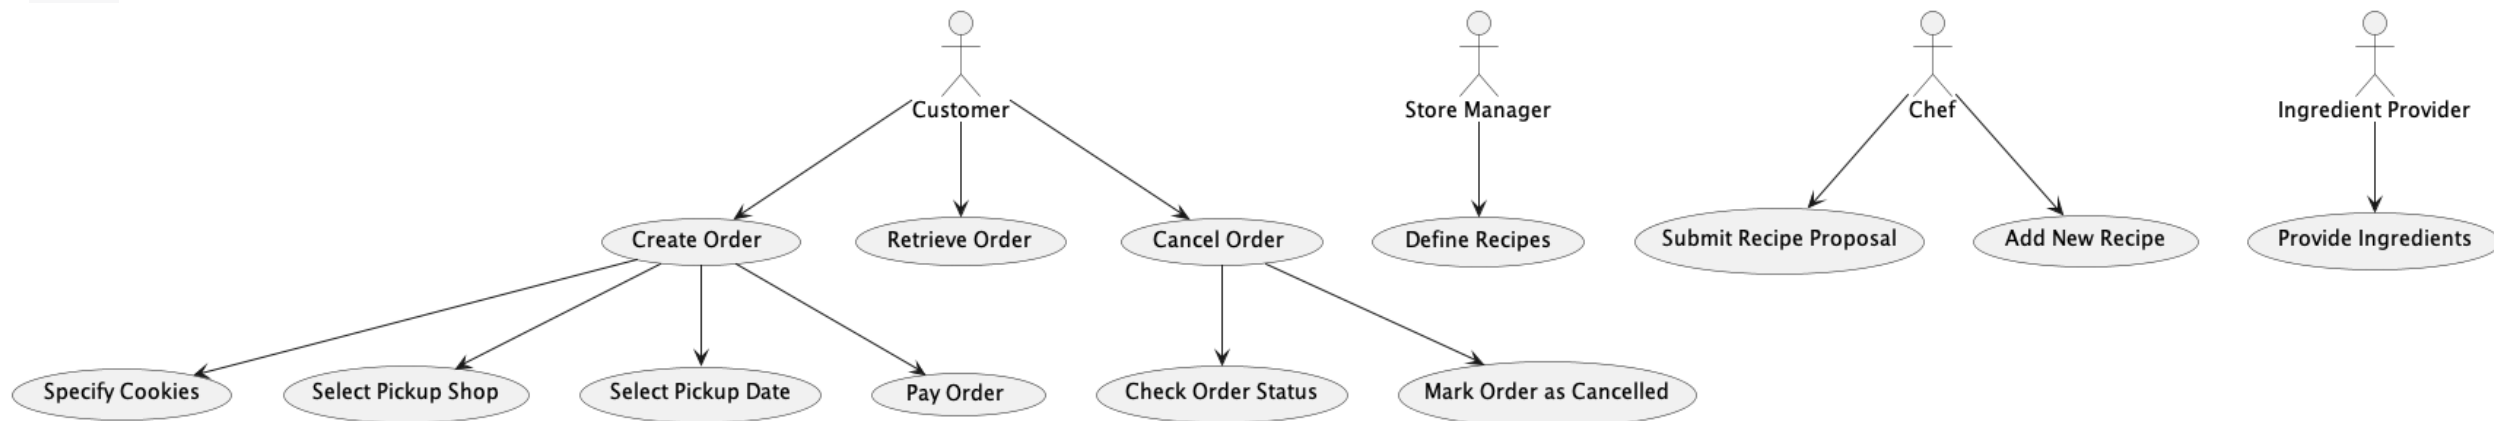 Customer
Store Manager
Chef
Ingredient Provider
Create Order
Retrieve Order
Cancel Order
Define Recipes
Submit Recipe Proposal
Add New Recipe
Provide Ingredients
Specify Cookies
Select Pickup Shop
Select Pickup Date
Pay Order
Check Order Status
Mark Order as Cancelled